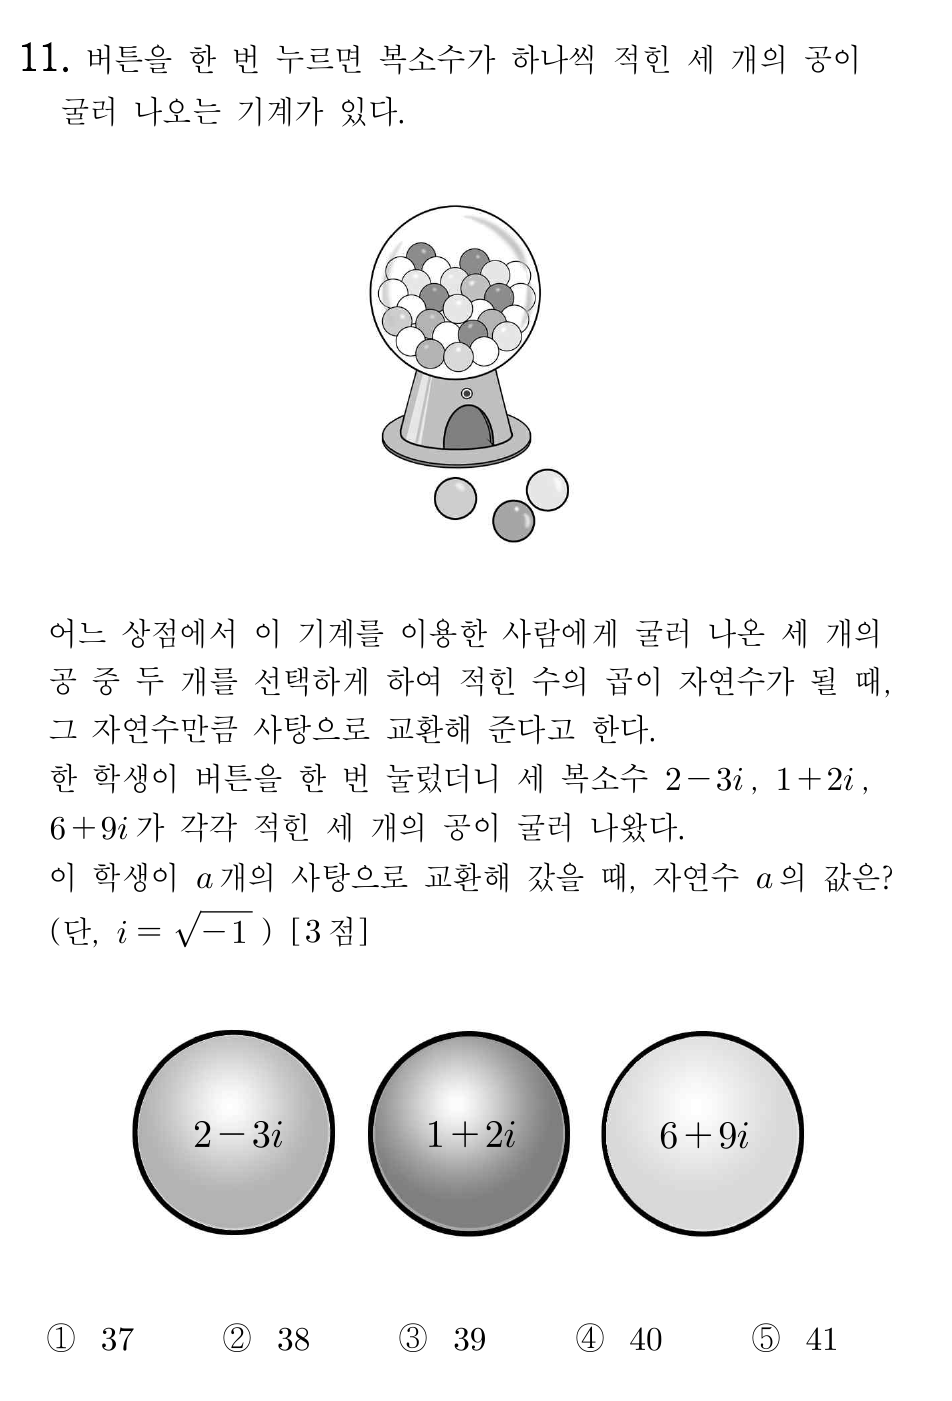 11. 버튼을 한 번 누르면 복소수가 하나씩 적힌 세 개의 공이
굴러 나오는 기계가 있다.
어느 상점에서 이 기계를 이용한 사람에게 굴러 나온 세 개의
공 중 두 개를 선택하게 하여 적힌 수의 곱이 자연수가 될 때,
그 자연수만큼 사탕으로 교환해 준다고 한다.
한 학생이 버튼을 한 번 눌렀더니 세 복소수 2-3i, 1+2i,
6+9i가 각각 적힌 세 개의 공이 굴러 나왔다.
이 학생이 a개의 사탕으로 교환해 갔을 때, 자연수 a의 값은?
(단, i = √-1 ) [3점]
2-3i 1+2i 6+9i
① 37 ② 38 ③ 39 ④ 40 ⑤ 41